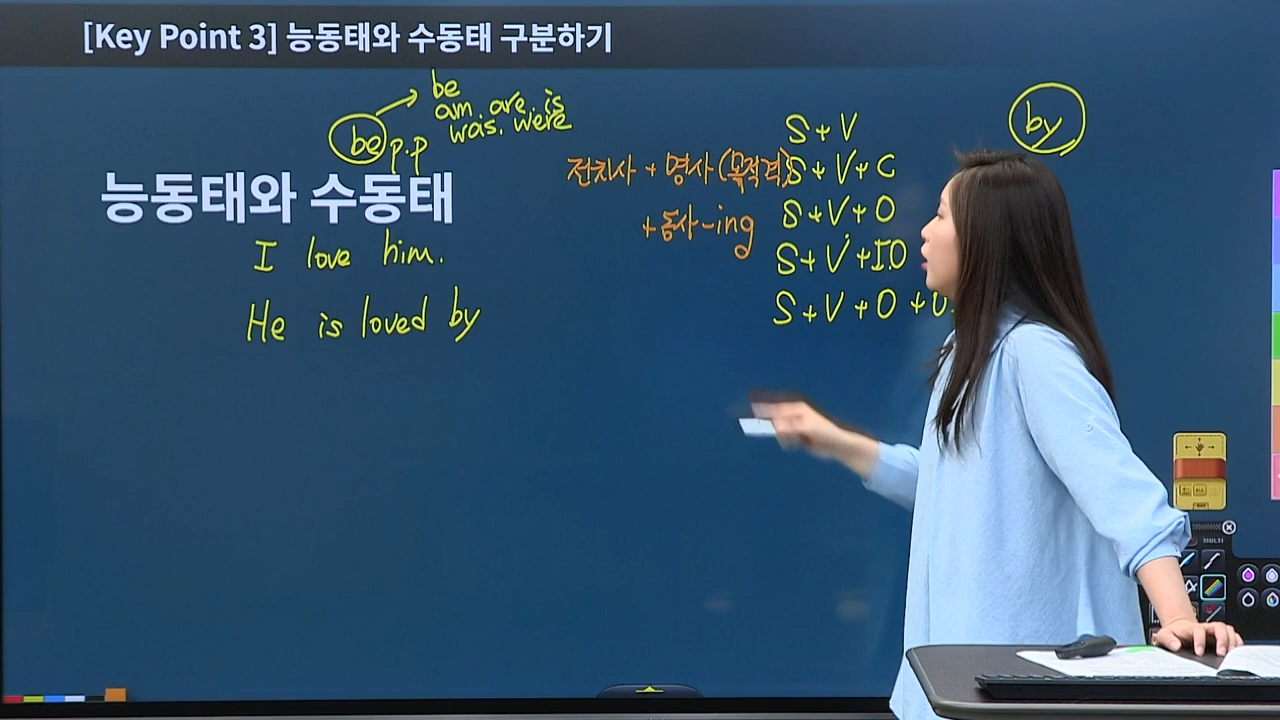 [Key Point 3] 능동태와 수동태 구분하기
be
am. are. is
was. were
be p.p
능동태와 수동태
I love him.
He is loved by
전치사 + 명사(목적격)
+ 동사-ing
S + V
S + V + C
S + V + O
S + V + I.O
S + V + O + O.
by
MULTI